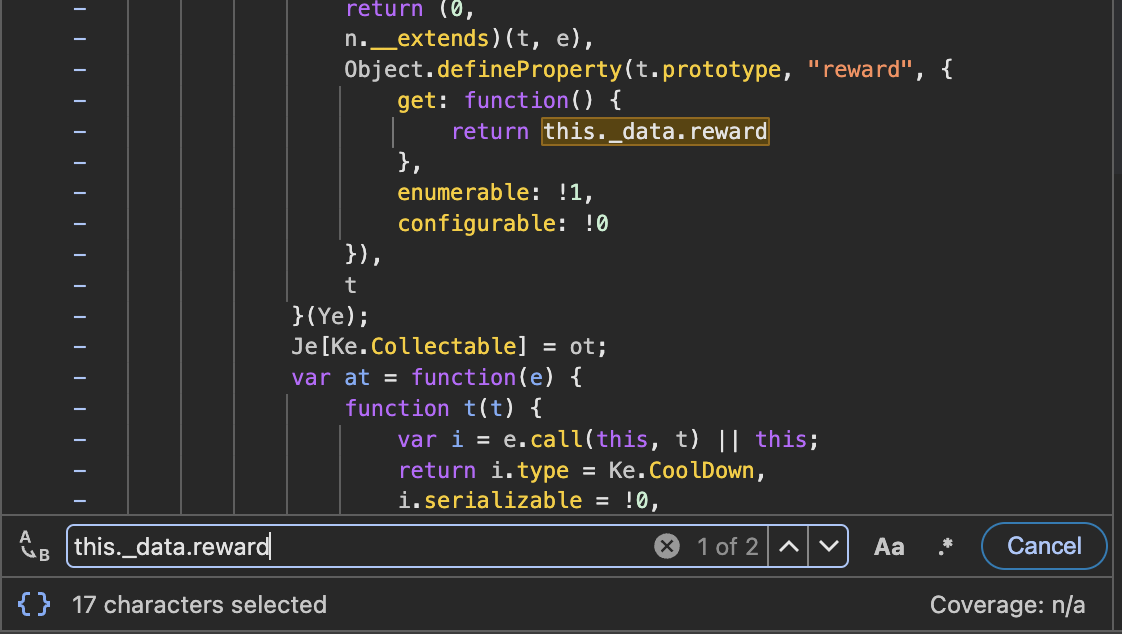 return (0,
n.__extends)(t, e),
Object.defineProperty(t.prototype, "reward", {
get: function() {
return this._data.reward
},
enumerable: !1,
configurable: !0
}),
t
}(Ye);
Je[Ke.Collectable] = ot;
var at = function(e) {
function t(t) {
var i = e.call(this, t) || this;
return i.type = Ke.CoolDown,
i.serializable = !0,
A B this._data.reward 1 of 2 Aa .* Cancel
{} 17 characters selected Coverage: n/a